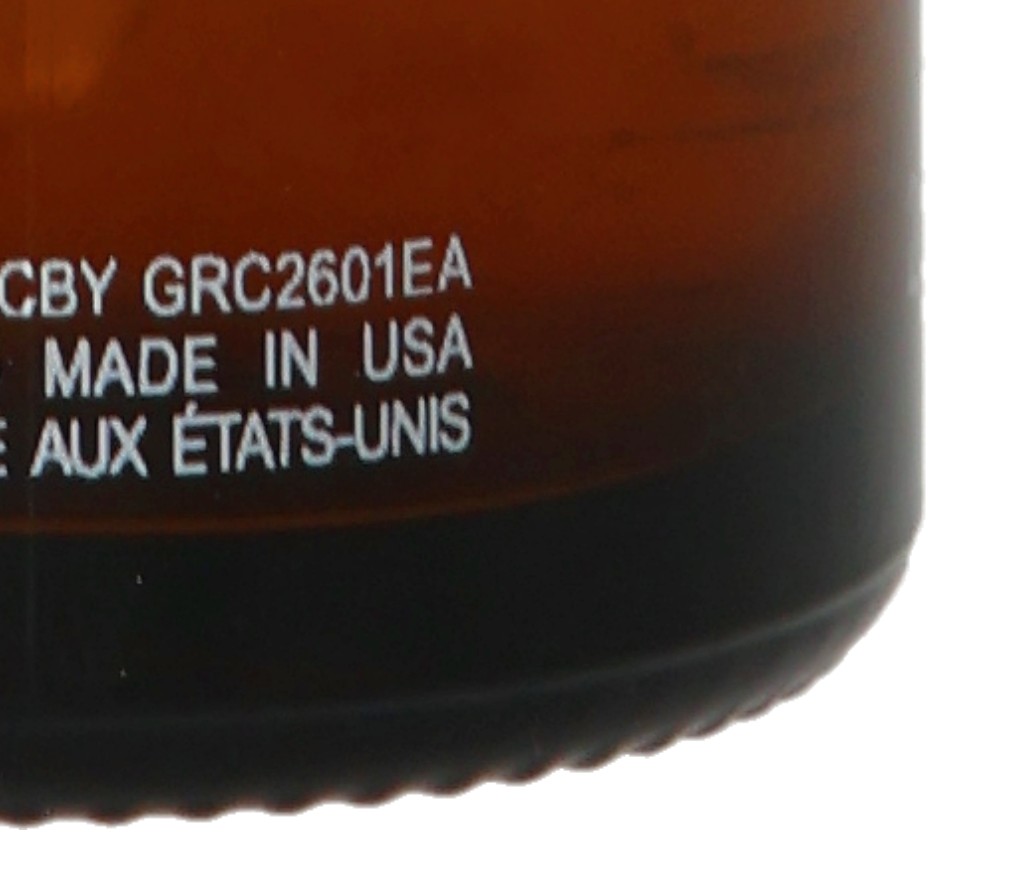 CBY GRC2601EA
MADE IN USA
AUX ÉTATS-UNIS